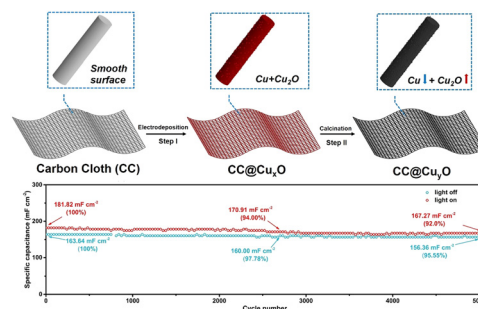 Smooth
surface
Cu+Cu2O
Cu↓ + Cu2O↑
Electrodeposition
Step I
Calcination
Step II
Carbon Cloth (CC)
CC@CuxO
CC@CuyO
Specific capacitance (mF cm-2)
300
200
100
0
light off
light on
181.82 mF cm-2
(100%)
170.91 mF cm-2
(94.00%)
167.27 mF cm-2
(92.0%)
163.64 mF cm-2
(100%)
160.00 mF cm-2
(97.78%)
156.36 mF cm-2
(95.55%)
0
1000
2000
3000
4000
5000
Cycle number